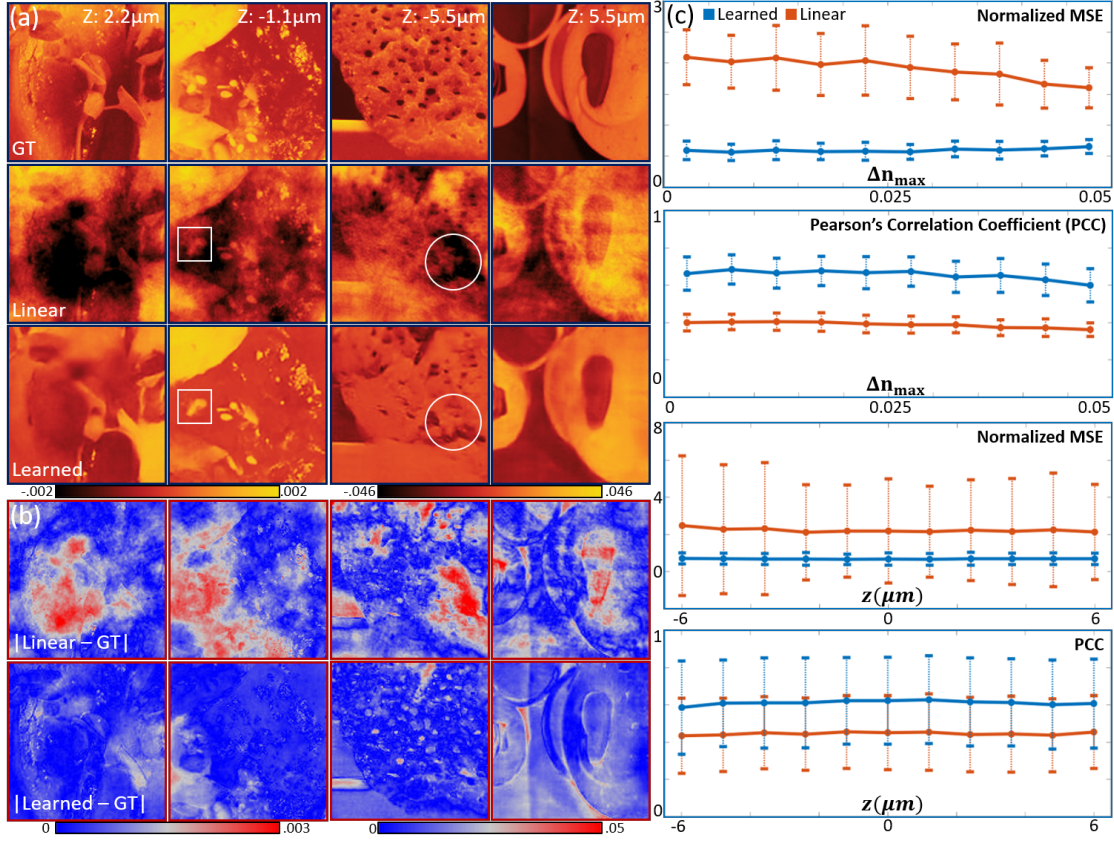 (a)
Z: 2.2μm
Z: -1.1μm
Z: -5.5μm
Z: 5.5μm
GT
Linear
Learned
-.002
.002
-.046
.046
(b)
|Linear – GT|
|Learned – GT|
0
.003
0
.05
(c)
Learned
Linear
Normalized MSE
3
0
Δn_max
0.025
0.05
1
Pearson's Correlation Coefficient (PCC)
0
Δn_max
0
0.025
0.05
8
Normalized MSE
4
0
z(μm)
-6
0
6
1
PCC
0
z(μm)
-6
0
6